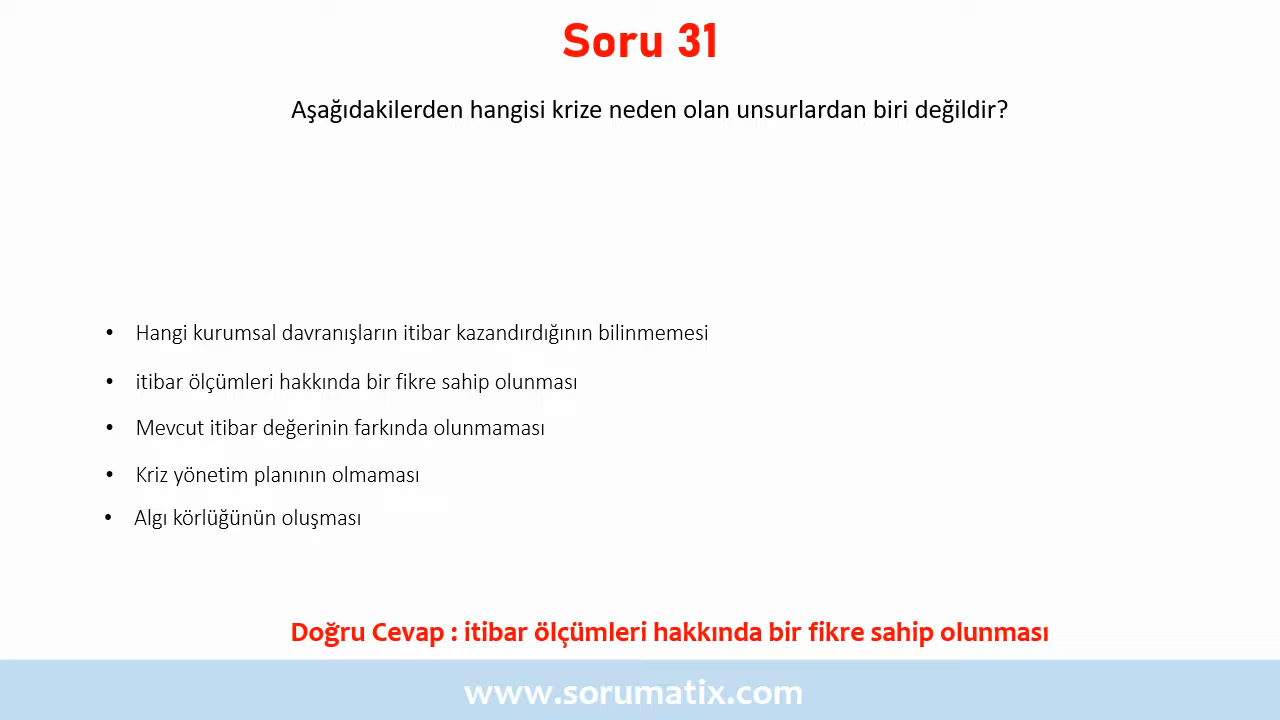 Soru 31
Aşağıdakilerden hangisi krize neden olan unsurlardan biri değildir?
• Hangi kurumsal davranışların itibar kazandırdığının bilinmemesi
• itibar ölçümleri hakkında bir fikre sahip olunması
• Mevcut itibar değerinin farkında olunmaması
• Kriz yönetim planının olmaması
• Algı körlüğünün oluşması
Doğru Cevap : itibar ölçümleri hakkında bir fikre sahip olunması
www.sorumatix.com